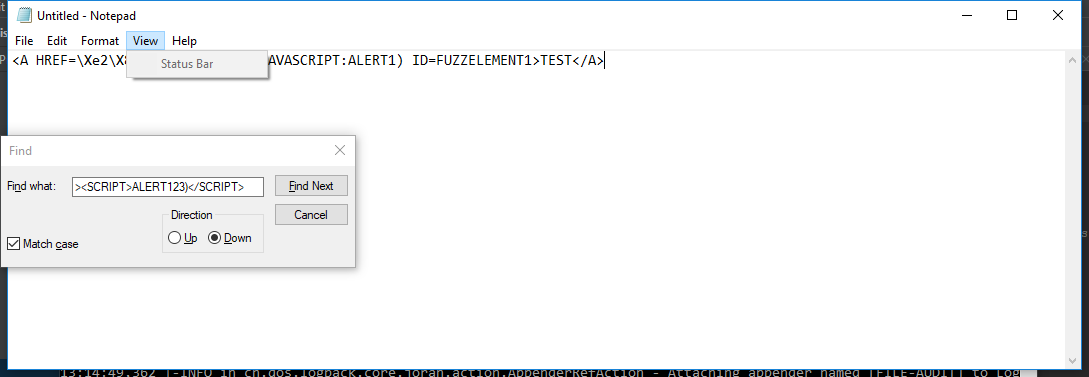 Untitled - Notepad
File Edit Format View Help
<A HREF=\Xe2\X8 AVASCRIPT:ALERT1) ID=FUZZELEMENT1>TEST</A>
Status Bar
Find
Find what: ><SCRIPT>ALERT123)</SCRIPT> Find Next
Direction Cancel
Up Down
Match case
13:14:49,362 |-INFO in ch.qos.logback.core.joran.action.AppenderRefAction - Attaching appender named [FILE-AUDIT] to Log